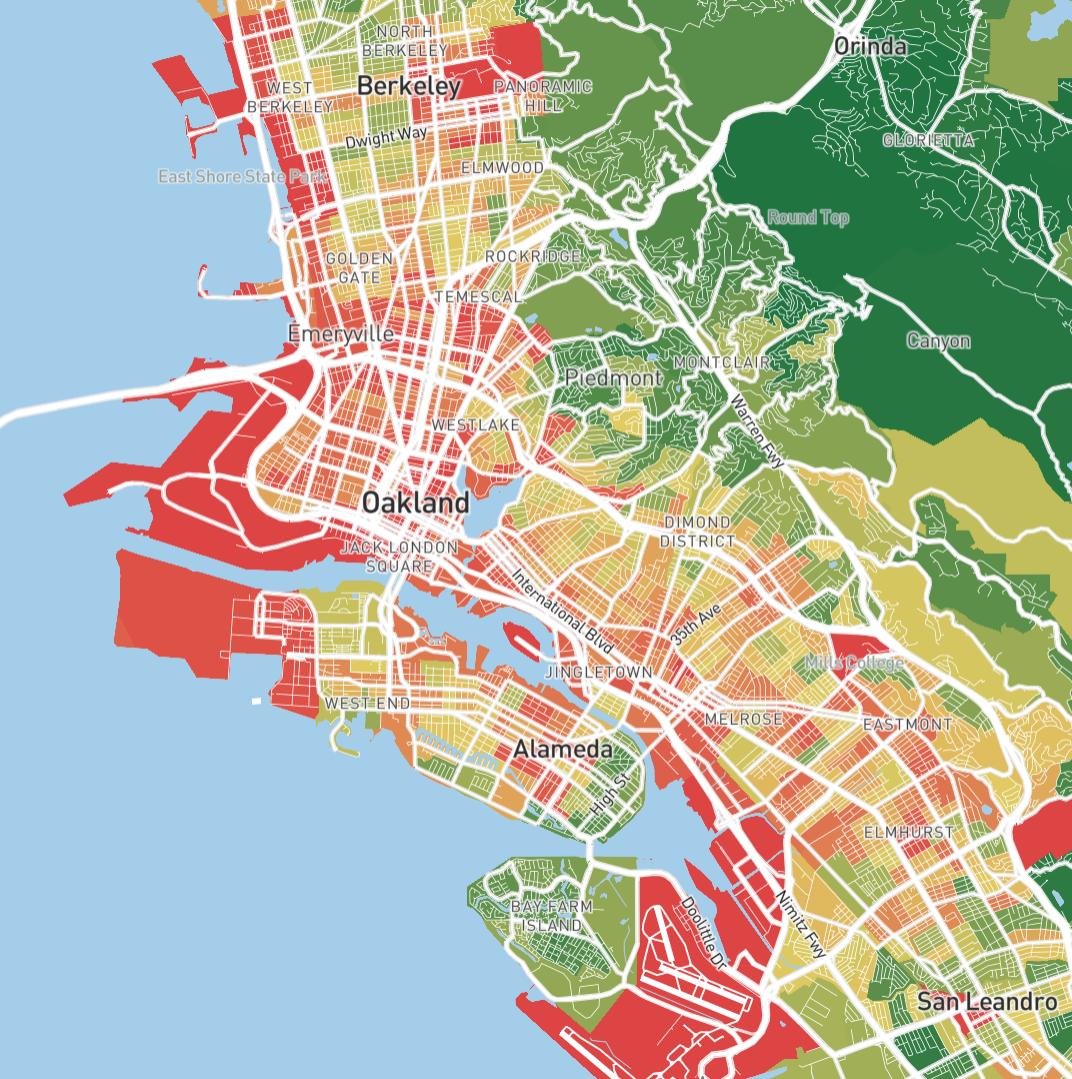 NORTH
BERKELEY
Orinda
Berkeley
WEST
BERKELEY
PANORAMIC
HILL
Dwight Way
GLORIETTA
ELMWOOD
East Shore State Park
Round Top
GOLDEN
GATE
ROCKRIDGE
TEMESCAL
Emeryville
Canyon
MONTCLAIR
Piedmont
Warren Fwy
WESTLAKE
Oakland
DIMOND
DISTRICT
JACK LONDON
SQUARE
International Blvd
35th Ave
Mills College
JINGLETOWN
WEST END
MELROSE
EASTMONT
Alameda
High St
ELMHURST
BAY FARM
ISLAND
Doolittle Dr
Nimitz Fwy
San Leandro